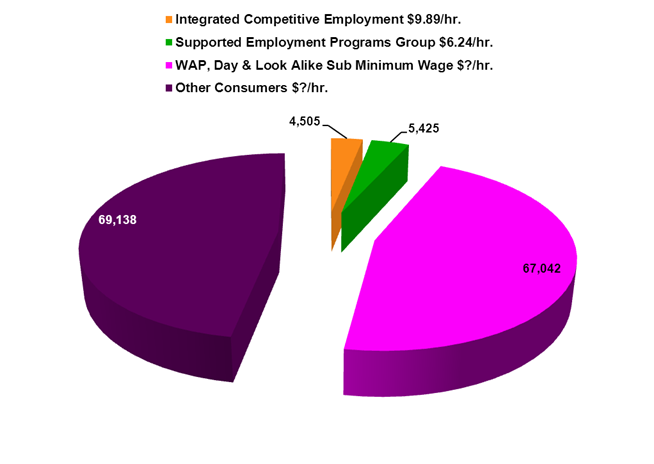 Integrated Competitive Employment $9.89/hr.
Supported Employment Programs Group $6.24/hr.
WAP, Day & Look Alike Sub Minimum Wage $?/hr.
Other Consumers $?/hr.
4,505
5,425
69,138
67,042